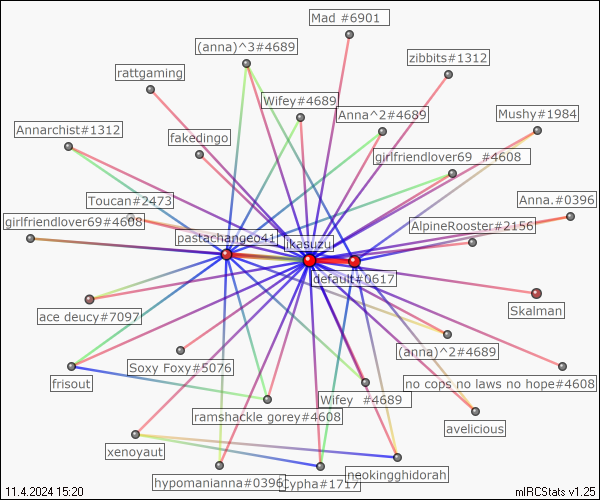 Mad #6901
(anna)^3#4689
zibbits#1312
rattgaming
Wifey#4689
Anna^2#4689
Mushy#1984
Annarchist#1312
fakedingo
girlfriendlover69 #4608
Toucan#2473
Anna.#0396
girlfriendlover69#4608
AlpineRooster#2156
pastachangeo41
ikasuzu
default#0617
ace deucy#7097
Skalman
(anna)^2#4689
Soxy Foxy#5076
frisout
no cops no laws no hope#4608
Wifey #4689
ramshackle gorey#4608
avelicious
xenoyaut
neokingghidorah
hypomanianna#0396
Cypha#1717
11.4.2024 15:20
mIRCStats v1.25